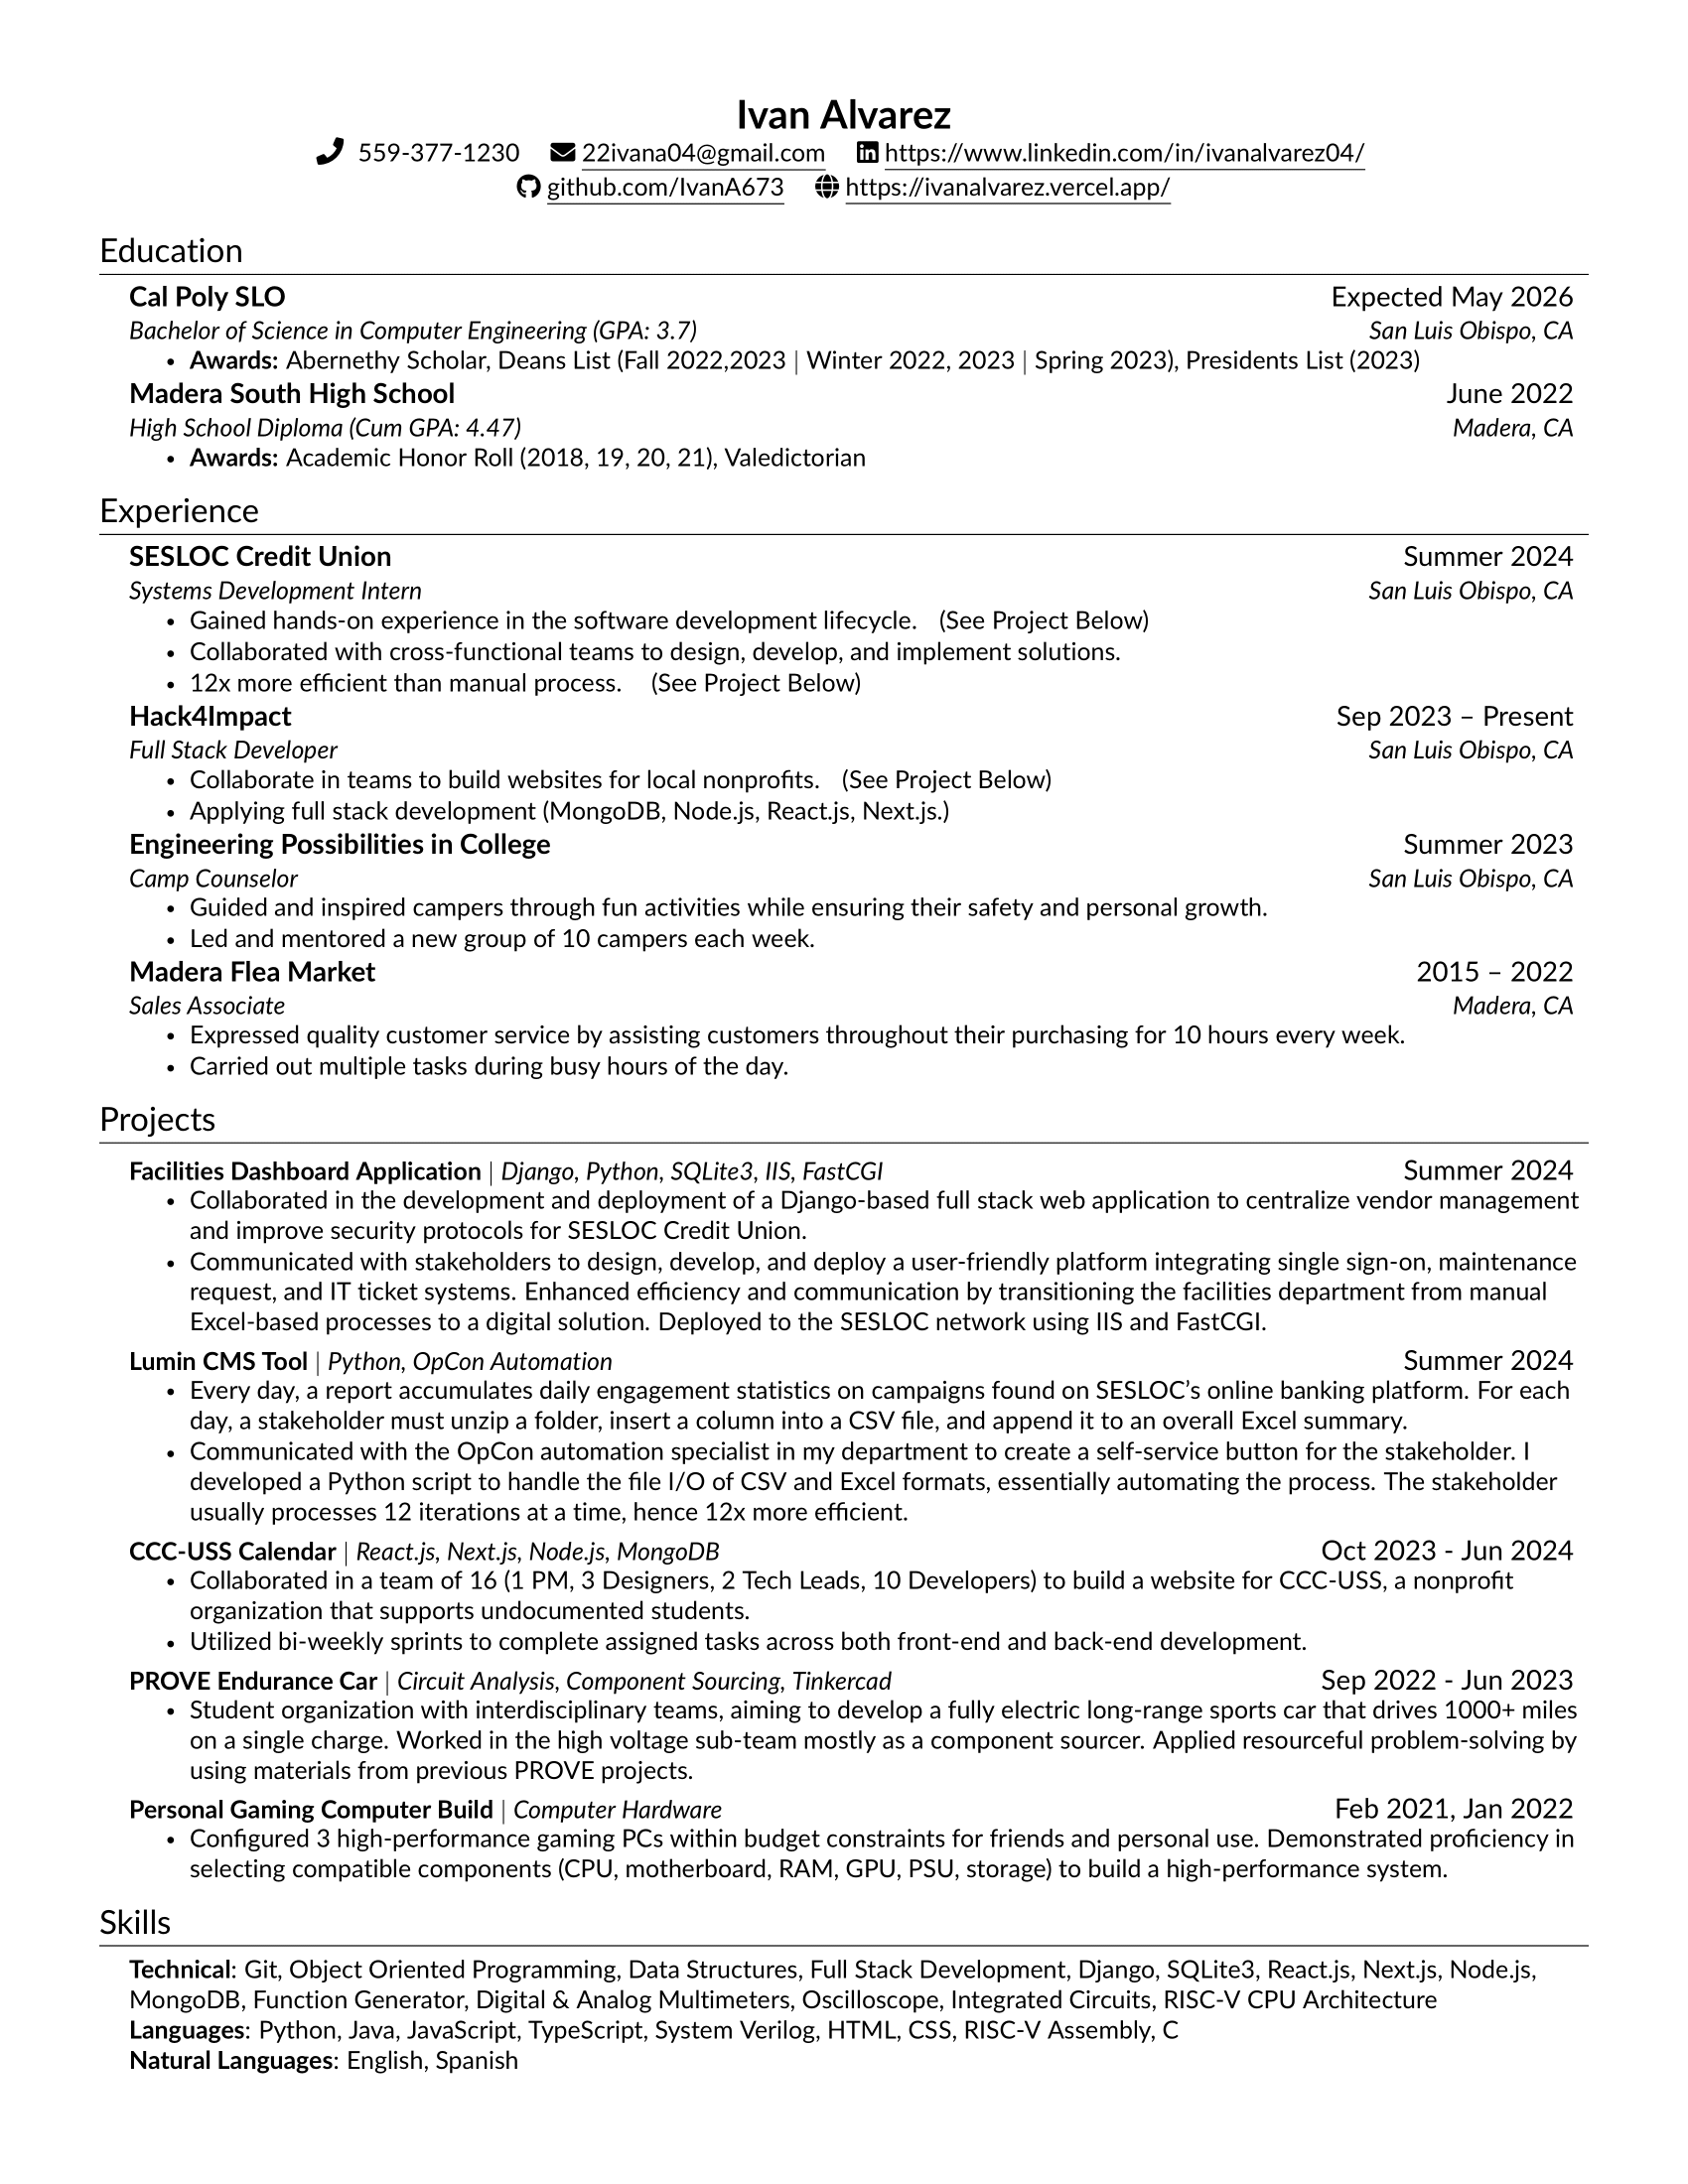 Ivan Alvarez
559-377-1230 22ivana04@gmail.com https://www.linkedin.com/in/ivanalvarez04/
github.com/IvanA673 https://ivanalvarez.vercel.app/
Education
Cal Poly SLO Expected May 2026
Bachelor of Science in Computer Engineering (GPA: 3.7) San Luis Obispo, CA
• Awards: Abernethy Scholar, Deans List (Fall 2022,2023 | Winter 2022, 2023 | Spring 2023), Presidents List (2023)
Madera South High School June 2022
High School Diploma (Cum GPA: 4.47) Madera, CA
• Awards: Academic Honor Roll (2018, 19, 20, 21), Valedictorian
Experience
SESLOC Credit Union Summer 2024
Systems Development Intern San Luis Obispo, CA
• Gained hands-on experience in the software development lifecycle. (See Project Below)
• Collaborated with cross-functional teams to design, develop, and implement solutions.
• 12x more efficient than manual process. (See Project Below)
Hack4Impact Sep 2023 – Present
Full Stack Developer San Luis Obispo, CA
• Collaborate in teams to build websites for local nonprofits. (See Project Below)
• Applying full stack development (MongoDB, Node.js, React.js, Next.js.)
Engineering Possibilities in College Summer 2023
Camp Counselor San Luis Obispo, CA
• Guided and inspired campers through fun activities while ensuring their safety and personal growth.
• Led and mentored a new group of 10 campers each week.
Madera Flea Market 2015 – 2022
Sales Associate Madera, CA
• Expressed quality customer service by assisting customers throughout their purchasing for 10 hours every week.
• Carried out multiple tasks during busy hours of the day.
Projects
Facilities Dashboard Application | Django, Python, SQLite3, IIS, FastCGI Summer 2024
• Collaborated in the development and deployment of a Django-based full stack web application to centralize vendor management
and improve security protocols for SESLOC Credit Union.
• Communicated with stakeholders to design, develop, and deploy a user-friendly platform integrating single sign-on, maintenance
request, and IT ticket systems. Enhanced efficiency and communication by transitioning the facilities department from manual
Excel-based processes to a digital solution. Deployed to the SESLOC network using IIS and FastCGI.
Lumin CMS Tool | Python, OpCon Automation Summer 2024
• Every day, a report accumulates daily engagement statistics on campaigns found on SESLOC's online banking platform. For each
day, a stakeholder must unzip a folder, insert a column into a CSV file, and append it to an overall Excel summary.
• Communicated with the OpCon automation specialist in my department to create a self-service button for the stakeholder. I
developed a Python script to handle the file I/O of CSV and Excel formats, essentially automating the process. The stakeholder
usually processes 12 iterations at a time, hence 12x more efficient.
CCC-USS Calendar | React.js, Next.js, Node.js, MongoDB Oct 2023 - Jun 2024
• Collaborated in a team of 16 (1 PM, 3 Designers, 2 Tech Leads, 10 Developers) to build a website for CCC-USS, a nonprofit
organization that supports undocumented students.
• Utilized bi-weekly sprints to complete assigned tasks across both front-end and back-end development.
PROVE Endurance Car | Circuit Analysis, Component Sourcing, Tinkercad Sep 2022 - Jun 2023
• Student organization with interdisciplinary teams, aiming to develop a fully electric long-range sports car that drives 1000+ miles
on a single charge. Worked in the high voltage sub-team mostly as a component sourcer. Applied resourceful problem-solving by
using materials from previous PROVE projects.
Personal Gaming Computer Build | Computer Hardware Feb 2021, Jan 2022
• Configured 3 high-performance gaming PCs within budget constraints for friends and personal use. Demonstrated proficiency in
selecting compatible components (CPU, motherboard, RAM, GPU, PSU, storage) to build a high-performance system.
Skills
Technical: Git, Object Oriented Programming, Data Structures, Full Stack Development, Django, SQLite3, React.js, Next.js, Node.js,
MongoDB, Function Generator, Digital & Analog Multimeters, Oscilloscope, Integrated Circuits, RISC-V CPU Architecture
Languages: Python, Java, JavaScript, TypeScript, System Verilog, HTML, CSS, RISC-V Assembly, C
Natural Languages: English, Spanish